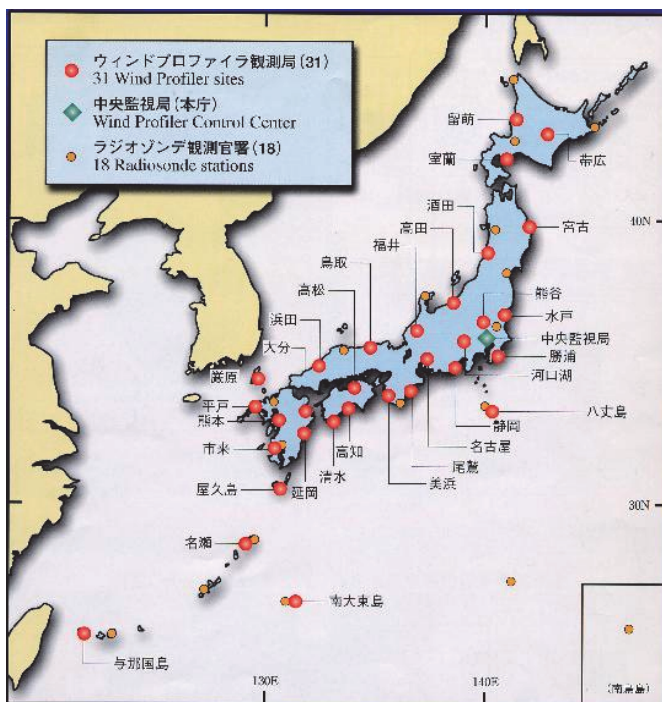 ウィンドプロファイラ観測局(31)
31 Wind Profiler sites
中央監視局(本庁)
Wind Profiler Control Center
ラジオゾンデ観測官署(18)
18 Radiosonde stations
留萌
室蘭
帯広
40N
酒田
宮古
高田
福井
鳥取
熊谷
高松
水戸
浜田
中央監視局
大分
勝浦
厳原
河口湖
平戸
八丈島
熊本
静岡
市来
高知
名古屋
清水
尾鷲
屋久島
延岡
美浜
30N
名瀬
南大東島
与那国島
130E
140E
(南鳥島)